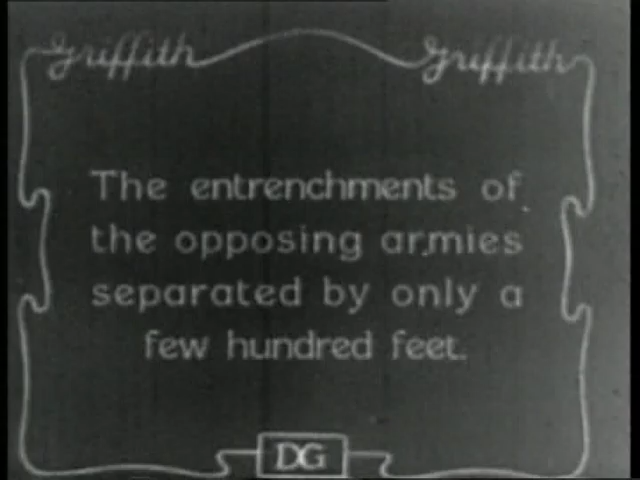 Griffith Griffith
The entrenchments of
the opposing armies
separated by only a
few hundred feet.
DG